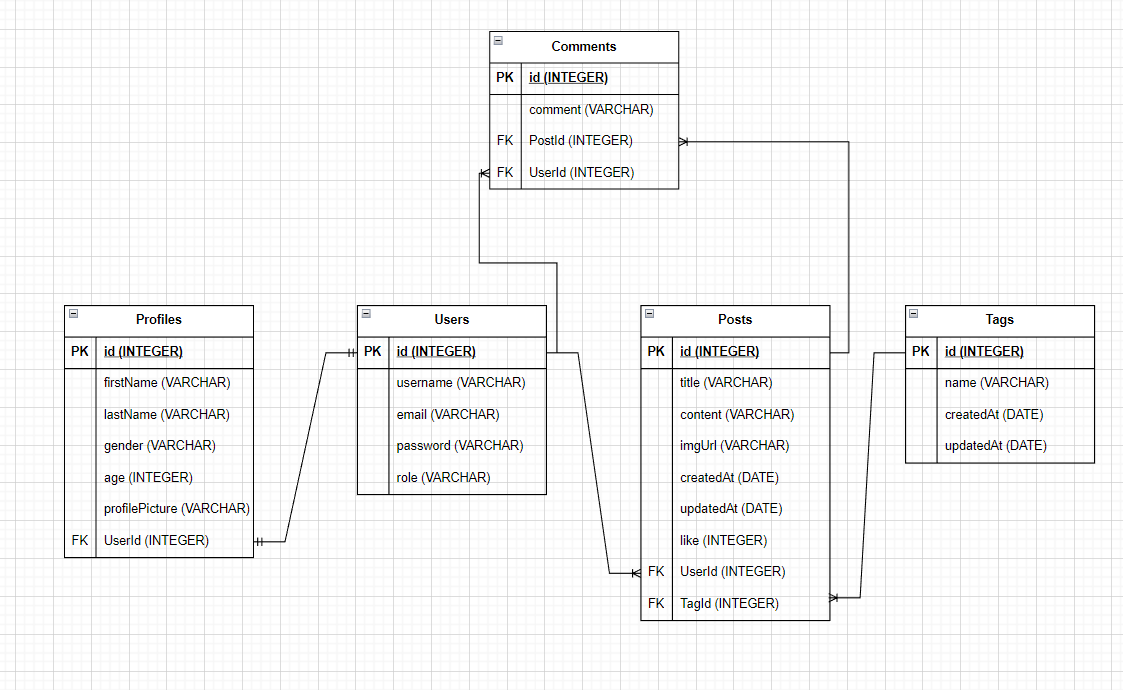 Comments
PK id (INTEGER)
comment (VARCHAR)
FK PostId (INTEGER)
FK UserId (INTEGER)
Profiles
PK id (INTEGER)
firstName (VARCHAR)
lastName (VARCHAR)
gender (VARCHAR)
age (INTEGER)
profilePicture (VARCHAR)
FK UserId (INTEGER)
Users
PK id (INTEGER)
username (VARCHAR)
email (VARCHAR)
password (VARCHAR)
role (VARCHAR)
Posts
PK id (INTEGER)
title (VARCHAR)
content (VARCHAR)
imgUrl (VARCHAR)
createdAt (DATE)
updatedAt (DATE)
like (INTEGER)
FK UserId (INTEGER)
FK TagId (INTEGER)
Tags
PK id (INTEGER)
name (VARCHAR)
createdAt (DATE)
updatedAt (DATE)